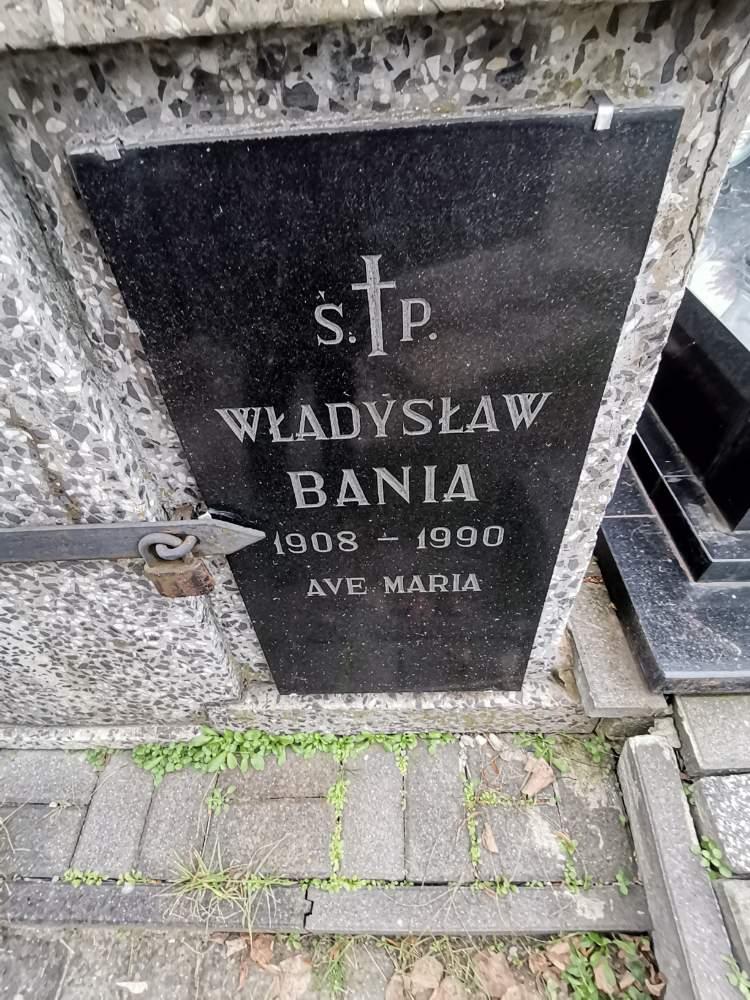 Ś. P.
WŁADYSŁAW
BANIA
1908 - 1990
AVE MARIA